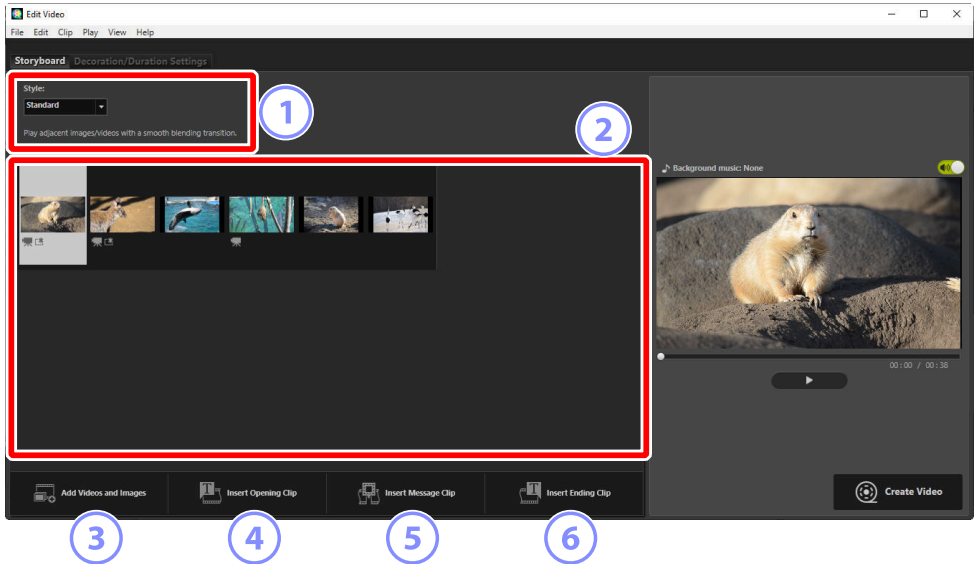 Edit Video
File Edit Clip Play View Help
Storyboard Decoration/Duration Settings
Style:
Standard
Play adjacent images/videos with a smooth blending transition.
1
2
♪ Background music: None
00:00 / 00:38
Add Videos and Images
Insert Opening Clip
Insert Message Clip
Insert Ending Clip
Create Video
3
4
5
6